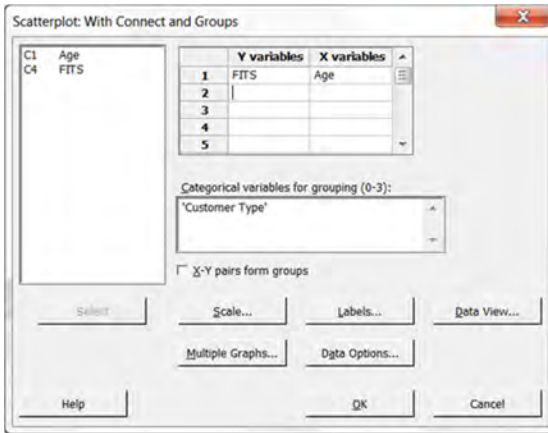 Scatterplot: With Connect and Groups
C1 Age
C4 FITS
Y variables X variables
1 FITS Age
2
3
4
5
Categorical variables for grouping (0-3):
'Customer Type'
X-Y pairs form groups
Select
Scale...
Labels...
Data View...
Multiple Graphs...
Data Options...
Help
OK
Cancel